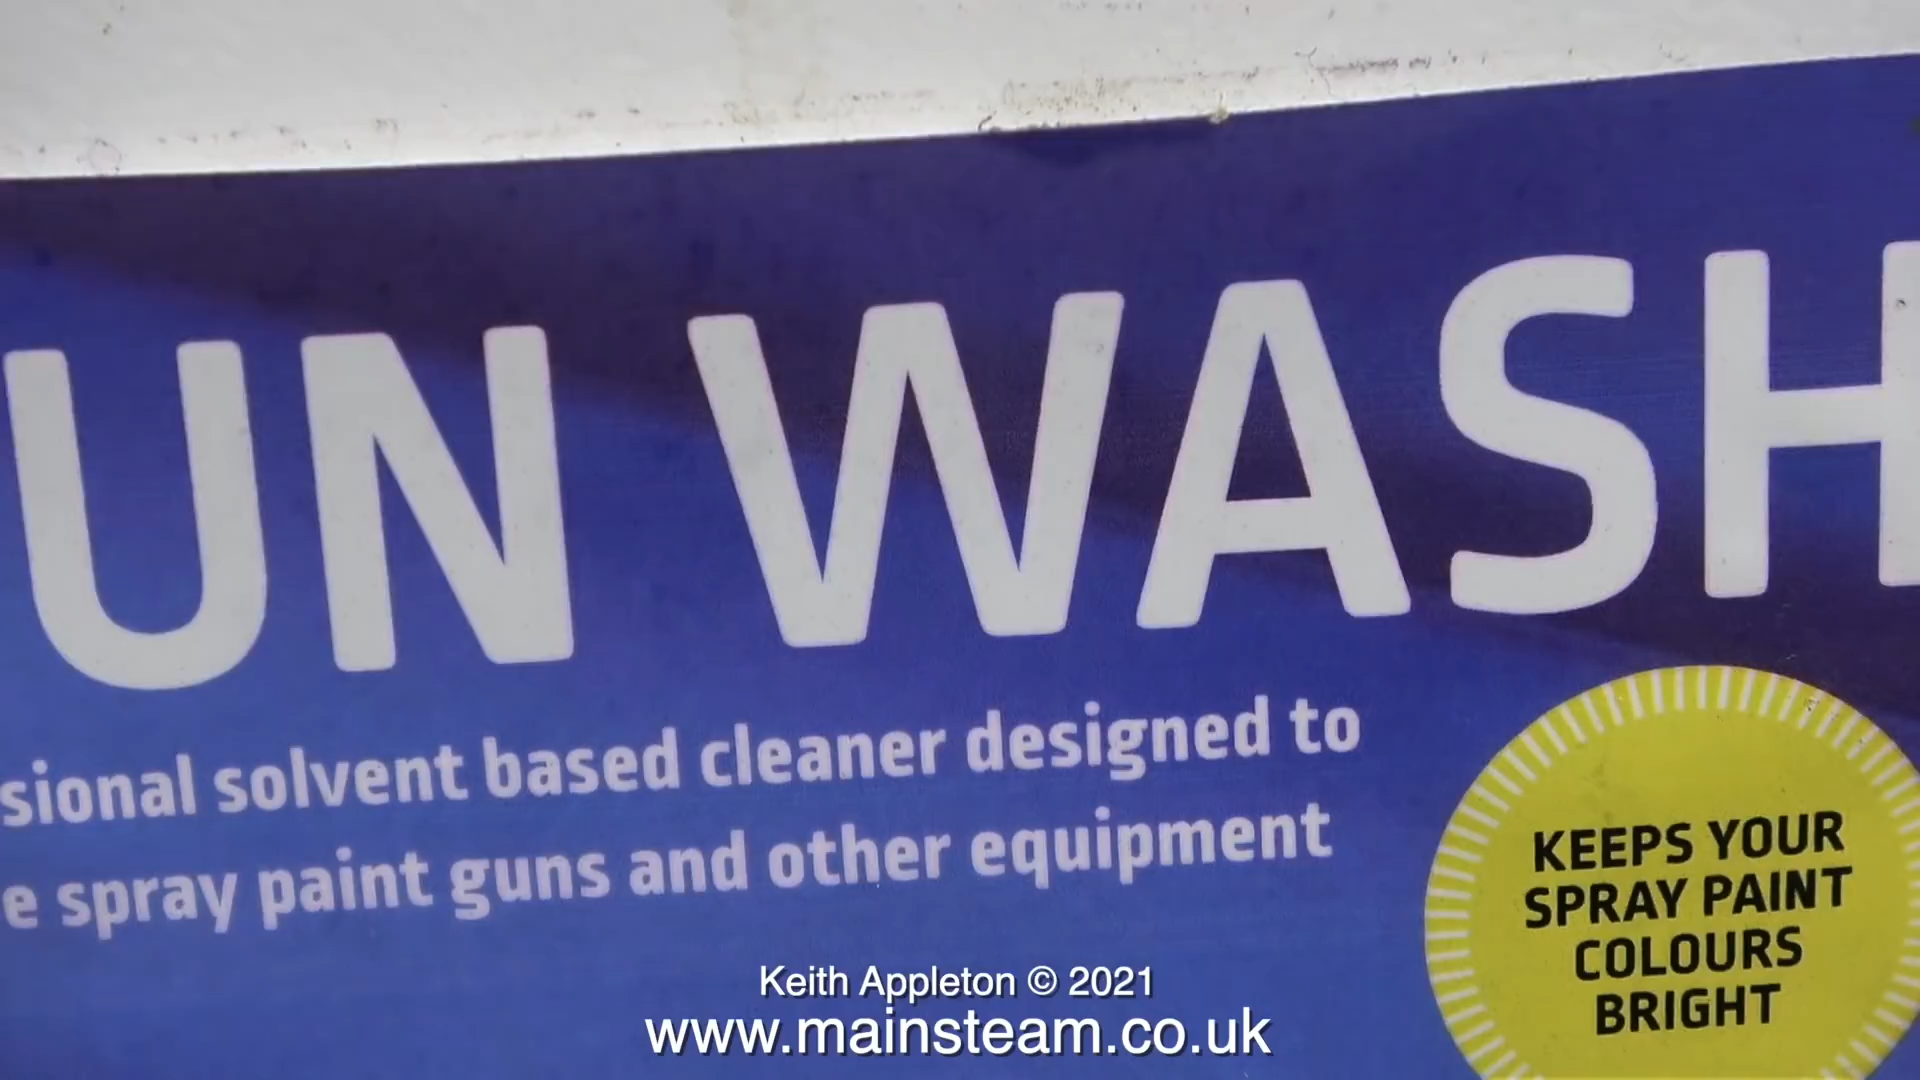 UN WASH
sional solvent based cleaner designed to
e spray paint guns and other equipment
KEEPS YOUR
SPRAY PAINT
COLOURS
BRIGHT
Keith Appleton © 2021
www.mainsteam.co.uk